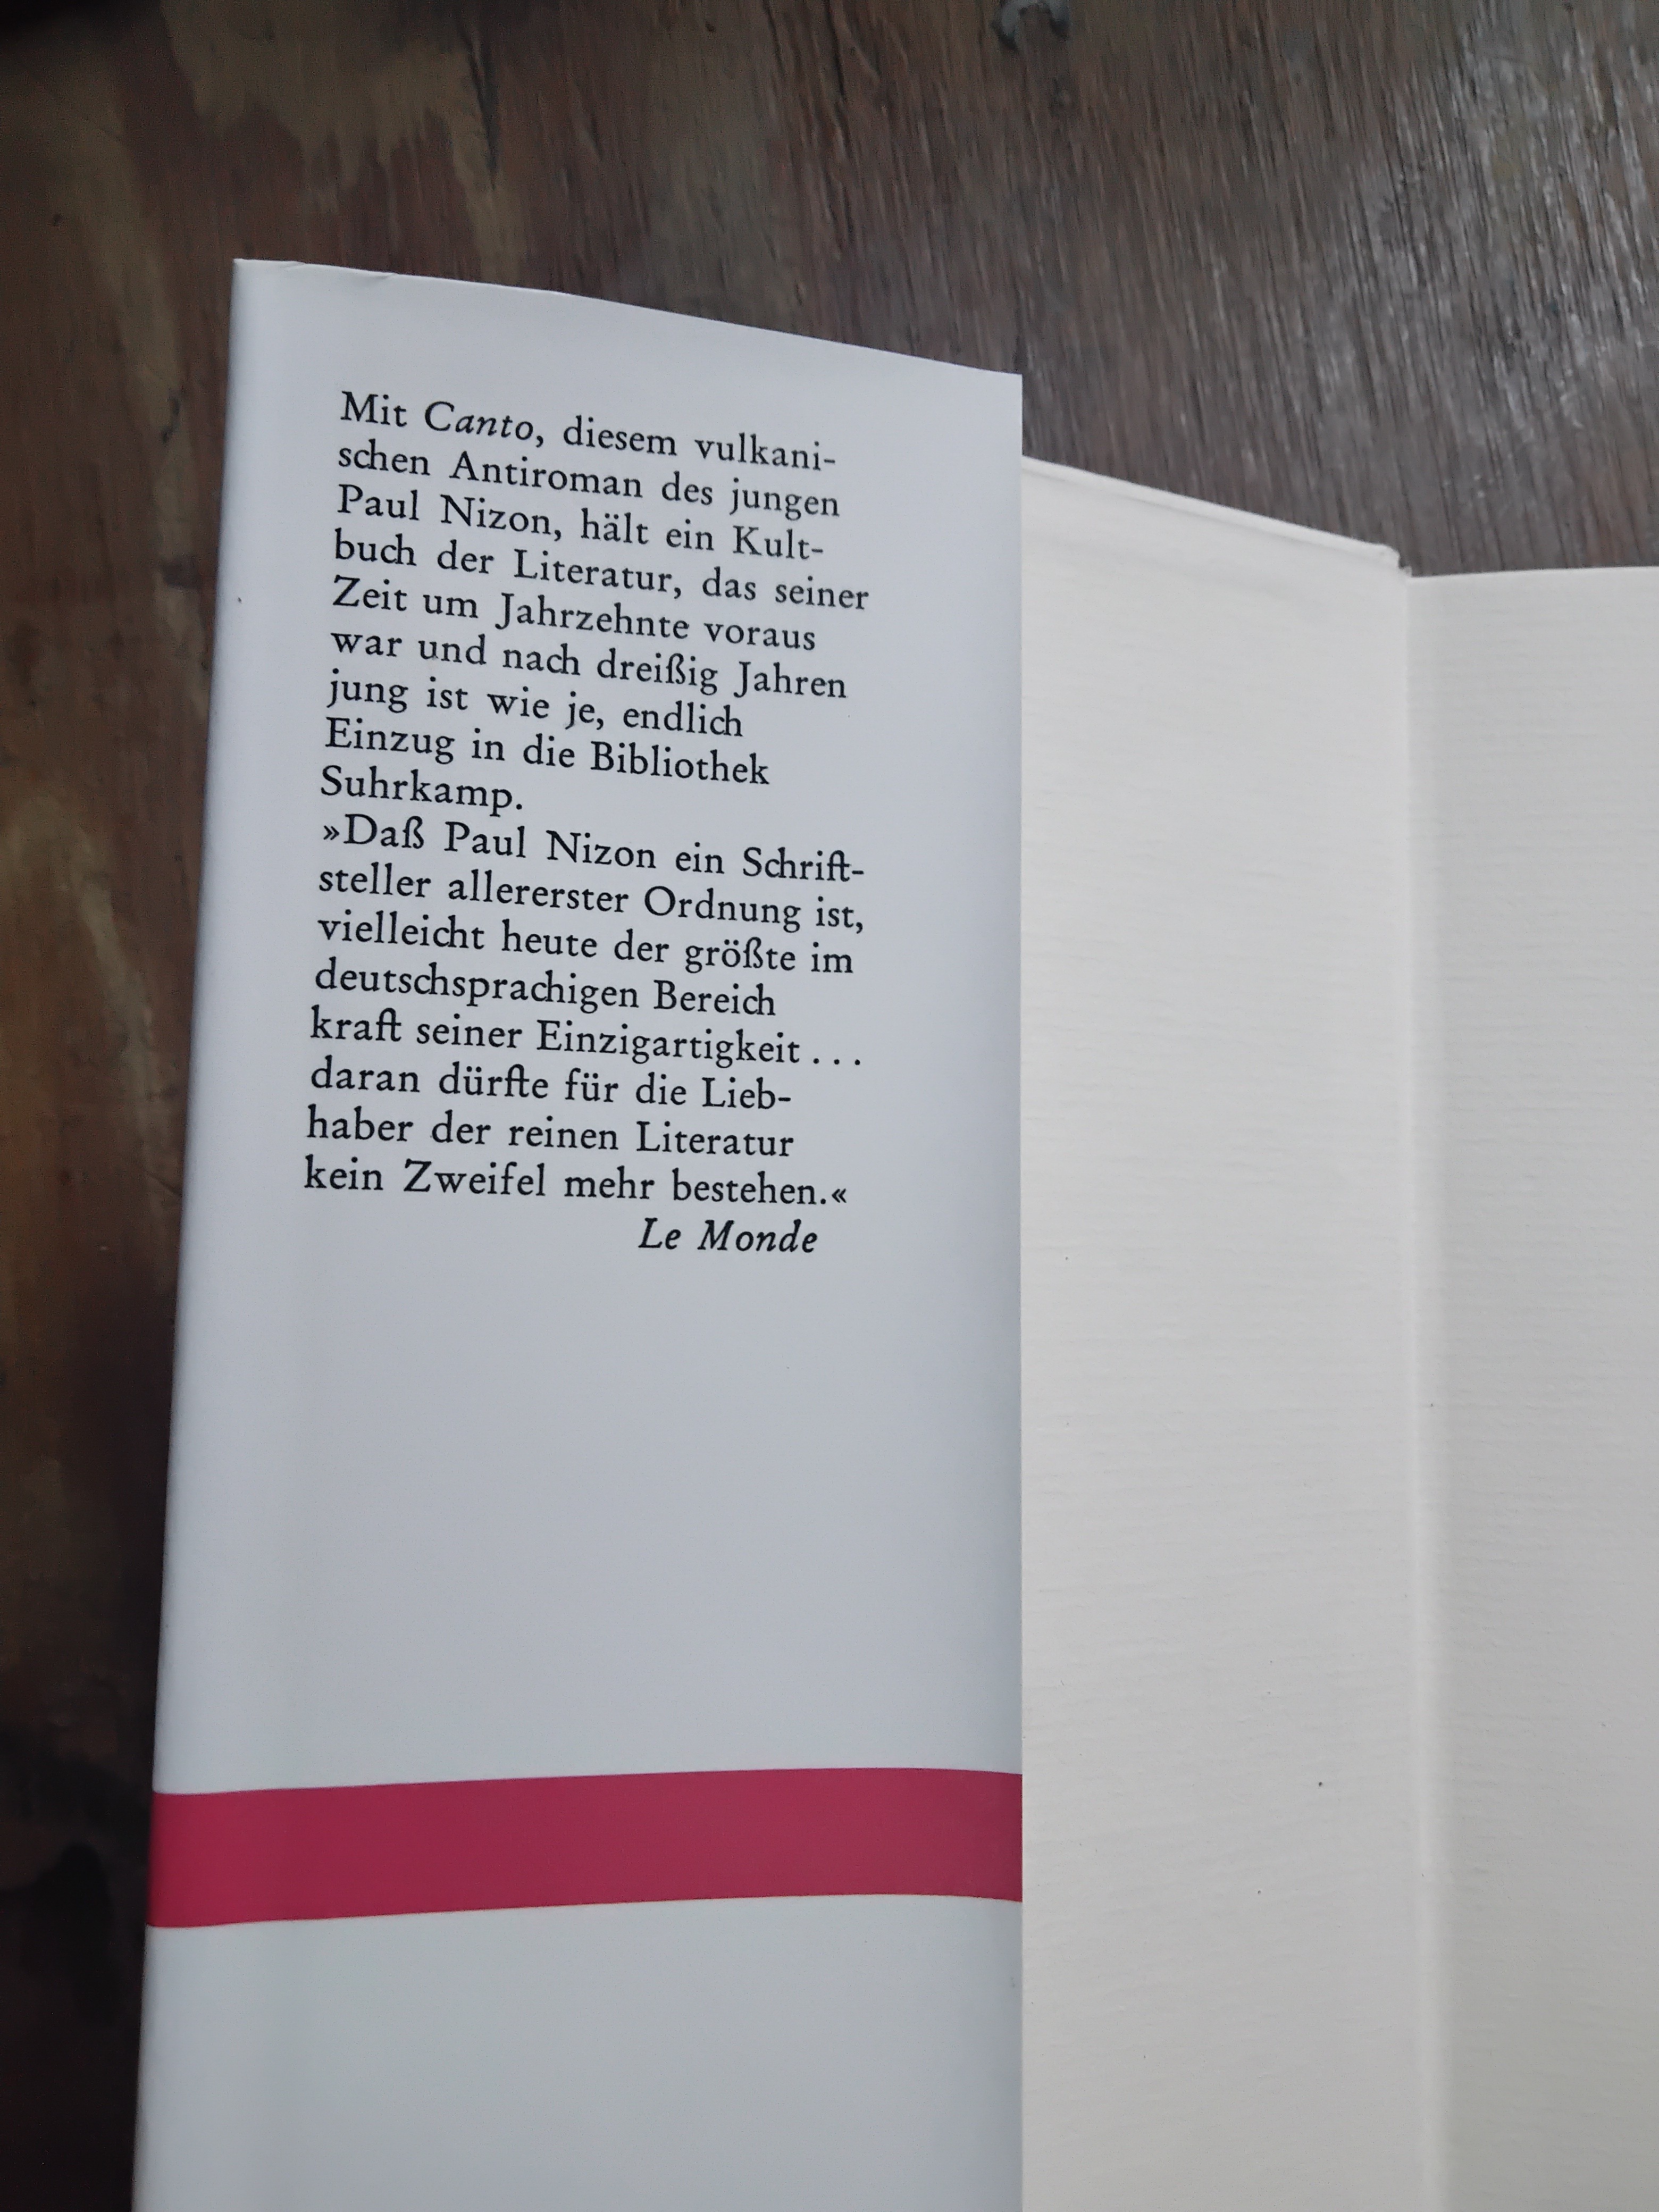 Mit Canto, diesem vulkani-
schen Antiroman des jungen
Paul Nizon, hält ein Kult-
buch der Literatur, das seiner
Zeit um Jahrzehnte voraus
war und nach dreißig Jahren
jung ist wie je, endlich
Einzug in die Bibliothek
Suhrkamp.
»Daß Paul Nizon ein Schrift-
steller allererster Ordnung ist,
vielleicht heute der größte im
deutschsprachigen Bereich
kraft seiner Einzigartigkeit . . .
daran dürfte für die Lieb-
haber der reinen Literatur
kein Zweifel mehr bestehen.«
Le Monde